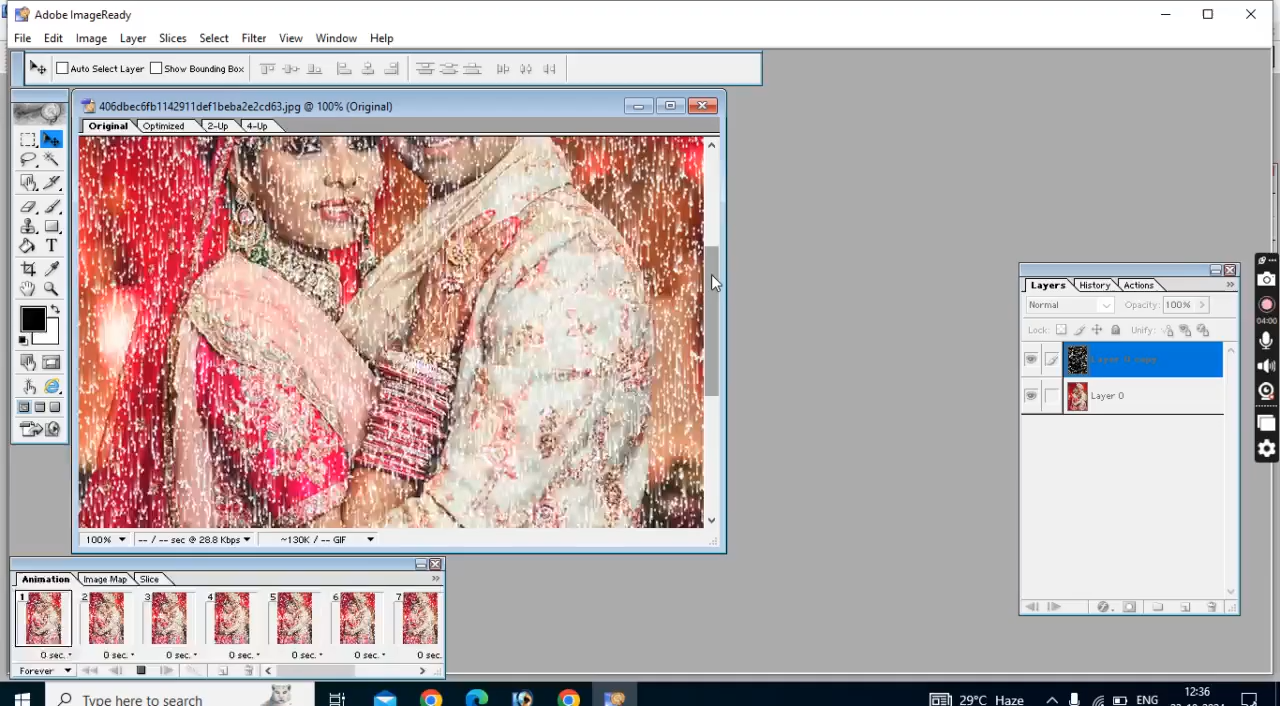 Adobe ImageReady
File Edit Image Layer Slices Select Filter View Window Help
Auto Select Layer Show Bounding Box
406dbec6fb1142911def1beba2e2cd63.jpg @ 100% (Original)
Original Optimized 2-Up 4-Up
100% -- / -- sec @ 28.8 Kbps ~130K / -- GIF
Layers History Actions
Normal Opacity: 100%
Lock: Unify:
Layer 0
04:00
Animation Image Map Slice
1 2 3 4 5 6 7
0 sec. 0 sec. 0 sec. 0 sec. 0 sec. 0 sec. 0 sec.
Forever
Type here to search
29°C Haze
ENG
12:36